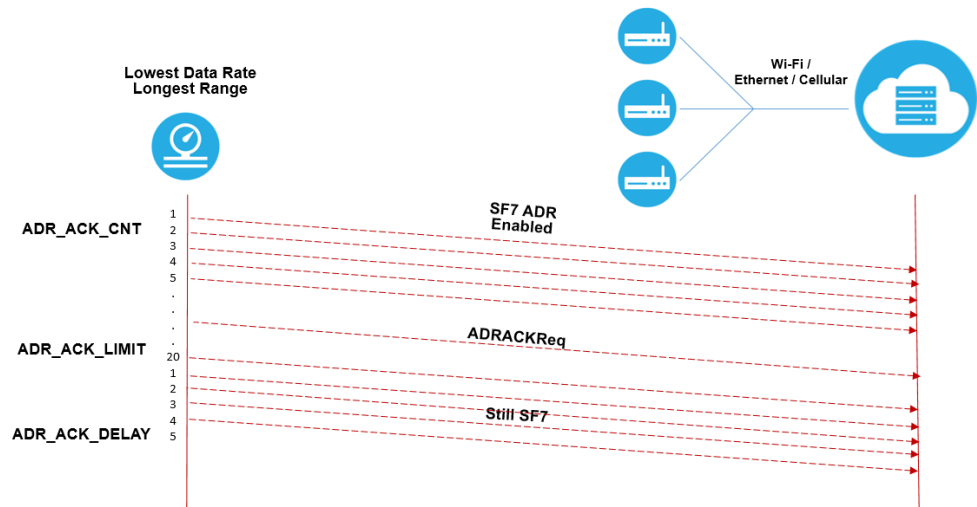 Lowest Data Rate
Longest Range
Wi-Fi /
Ethernet / Cellular
SF7 ADR
Enabled
ADR_ACK_CNT
1
2
3
4
5
.
.
.
.
ADRACKReq
ADR_ACK_LIMIT
20
1
2
3
Still SF7
4
ADR_ACK_DELAY
5